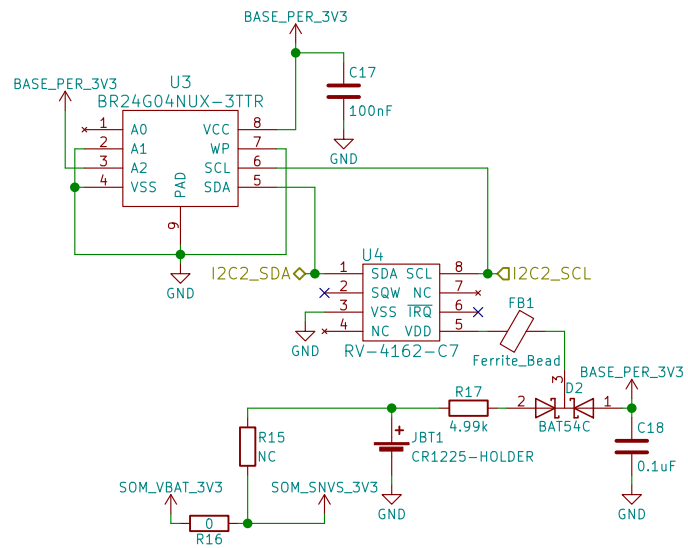 BASE_PER_3V3
BASE_PER_3V3
U3
BR24G04NUX-3TTR
C17
100nF
GND
1 A0 VCC 8
2 A1 WP 7
3 A2 SCL 6
4 VSS SDA 5
PAD
9
GND
I2C2_SDA
I2C2_SCL
U4
1 SDA SCL 8
2 SQW NC 7
3 VSS IRQ 6
4 NC VDD 5
RV-4162-C7
GND
FB1
Ferrite_Bead
3
D2
BASE_PER_3V3
R17
4.99k
2
1
BAT54C
C18
0.1uF
GND
R15
NC
+
JBT1
CR1225-HOLDER
GND
SOM_VBAT_3V3
SOM_SNVS_3V3
0
R16